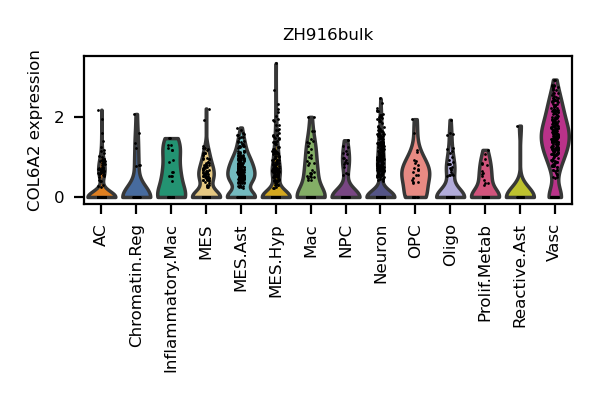 ZH916bulk
COL6A2 expression
2
0
AC
Chromatin.Reg
Inflammatory.Mac
MES
MES.Ast
MES.Hyp
Mac
NPC
Neuron
OPC
Oligo
Prolif.Metab
Reactive.Ast
Vasc